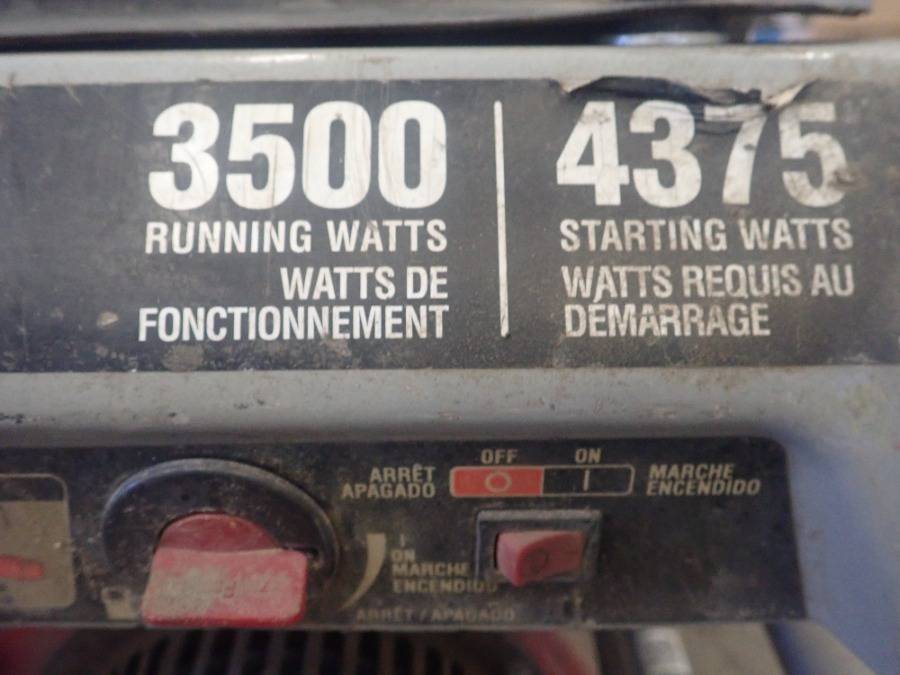 3500
RUNNING WATTS
WATTS DE
FONCTIONNEMENT
4375
STARTING WATTS
WATTS REQUIS AU
DÉMARRAGE
OFF ON
ARRÊT
APAGADO
O I
MARCHE
ENCENDIDO
I
ON
MARCHE
ENCENDIDO
ARRÊT / APAGADO